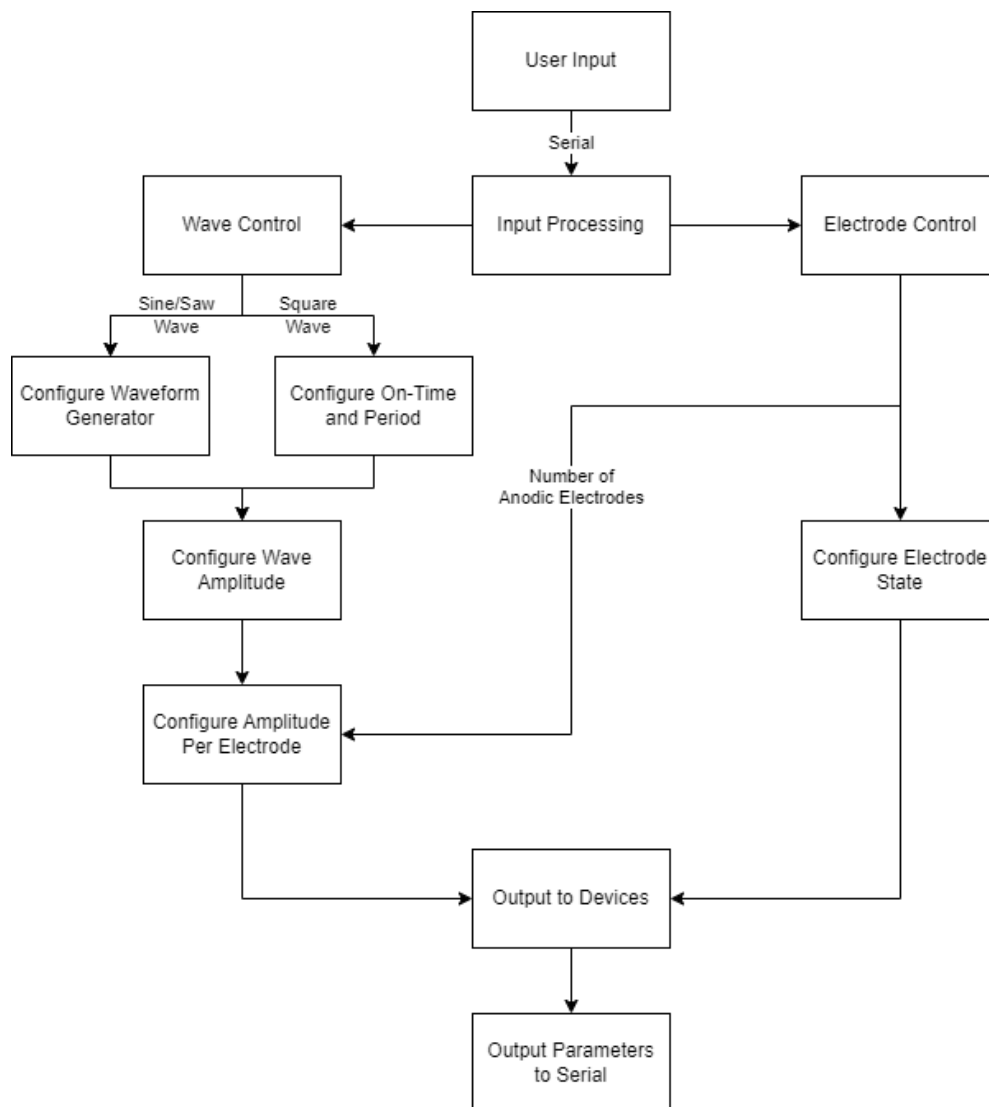 User Input
Serial
Wave Control
Input Processing
Electrode Control
Sine/Saw
Wave
Square
Wave
Configure Waveform
Generator
Configure On-Time
and Period
Number of
Anodic Electrodes
Configure Wave
Amplitude
Configure Electrode
State
Configure Amplitude
Per Electrode
Output to Devices
Output Parameters
to Serial